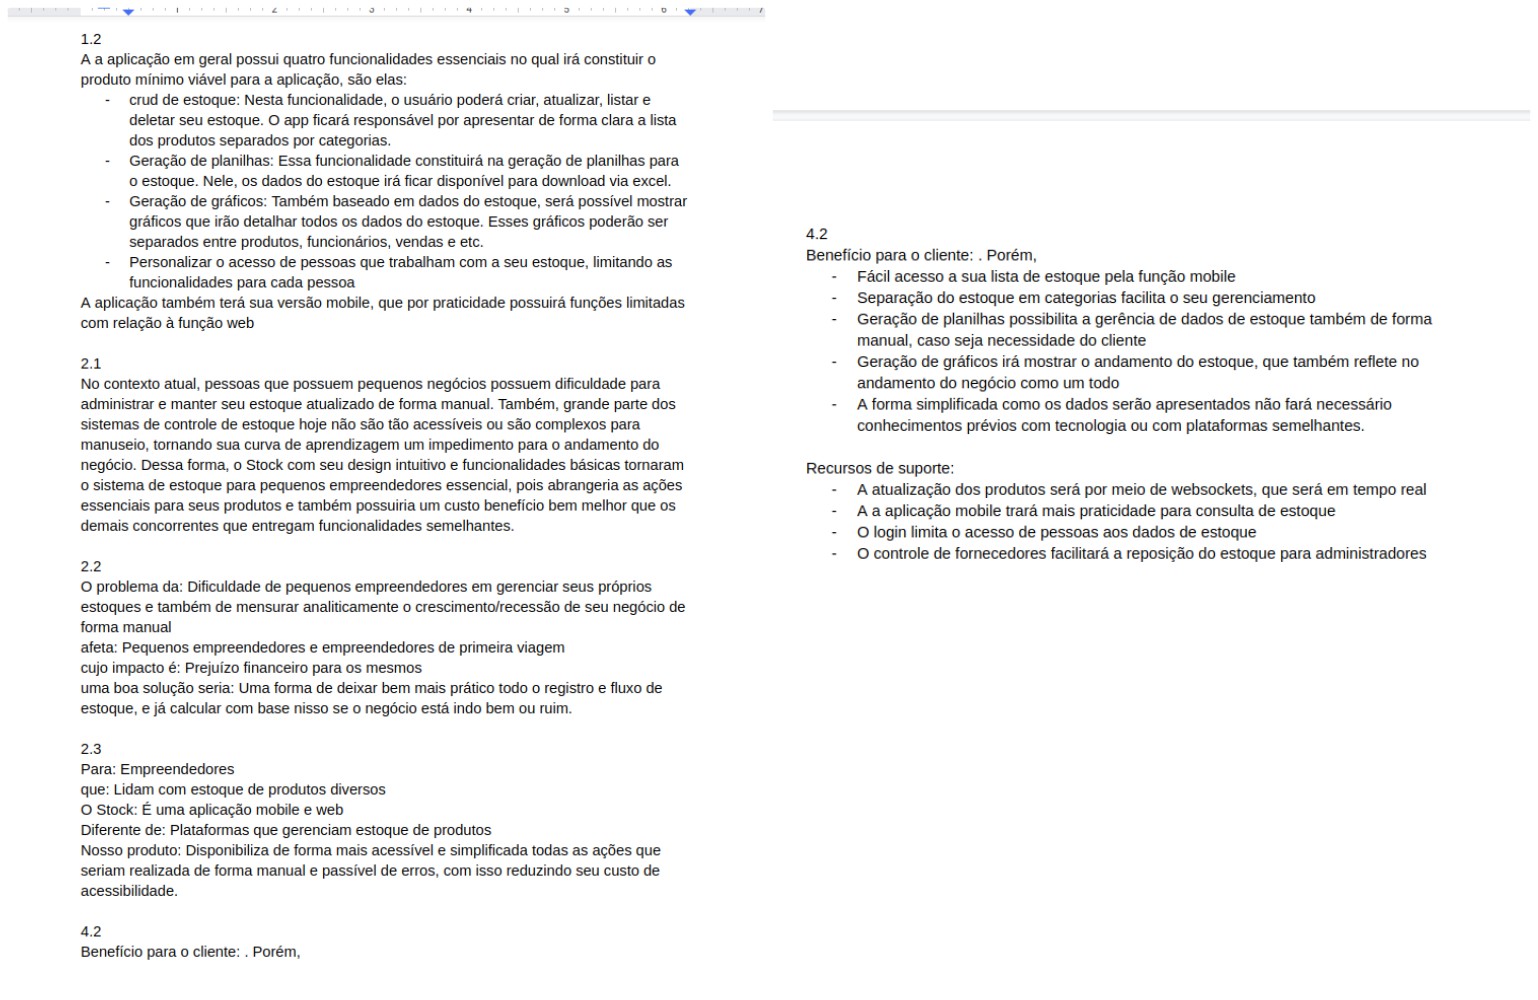 1 2 3 4 5 6 7
1.2
A a aplicação em geral possui quatro funcionalidades essenciais no qual irá constituir o
produto mínimo viável para a aplicação, são elas:
- crud de estoque: Nesta funcionalidade, o usuário poderá criar, atualizar, listar e
deletar seu estoque. O app ficará responsável por apresentar de forma clara a lista
dos produtos separados por categorias.
- Geração de planilhas: Essa funcionalidade constituirá na geração de planilhas para
o estoque. Nele, os dados do estoque irá ficar disponível para download via excel.
- Geração de gráficos: Também baseado em dados do estoque, será possível mostrar
gráficos que irão detalhar todos os dados do estoque. Esses gráficos poderão ser
separados entre produtos, funcionários, vendas e etc.
- Personalizar o acesso de pessoas que trabalham com a seu estoque, limitando as
funcionalidades para cada pessoa
A aplicação também terá sua versão mobile, que por praticidade possuirá funções limitadas
com relação à função web
2.1
No contexto atual, pessoas que possuem pequenos negócios possuem dificuldade para
administrar e manter seu estoque atualizado de forma manual. Também, grande parte dos
sistemas de controle de estoque hoje não são tão acessíveis ou são complexos para
manuseio, tornando sua curva de aprendizagem um impedimento para o andamento do
negócio. Dessa forma, o Stock com seu design intuitivo e funcionalidades básicas tornaram
o sistema de estoque para pequenos empreendedores essencial, pois abrangeria as ações
essenciais para seus produtos e também possuiria um custo benefício bem melhor que os
demais concorrentes que entregam funcionalidades semelhantes.
2.2
O problema da: Dificuldade de pequenos empreendedores em gerenciar seus próprios
estoques e também de mensurar analiticamente o crescimento/recessão de seu negócio de
forma manual
afeta: Pequenos empreendedores e empreendedores de primeira viagem
cujo impacto é: Prejuízo financeiro para os mesmos
uma boa solução seria: Uma forma de deixar bem mais prático todo o registro e fluxo de
estoque, e já calcular com base nisso se o negócio está indo bem ou ruim.
2.3
Para: Empreendedores
que: Lidam com estoque de produtos diversos
O Stock: É uma aplicação mobile e web
Diferente de: Plataformas que gerenciam estoque de produtos
Nosso produto: Disponibiliza de forma mais acessível e simplificada todas as ações que
seriam realizada de forma manual e passível de erros, com isso reduzindo seu custo de
acessibilidade.
4.2
Benefício para o cliente: . Porém,
4.2
Benefício para o cliente: . Porém,
- Fácil acesso a sua lista de estoque pela função mobile
- Separação do estoque em categorias facilita o seu gerenciamento
- Geração de planilhas possibilita a gerência de dados de estoque também de forma
manual, caso seja necessidade do cliente
- Geração de gráficos irá mostrar o andamento do estoque, que também reflete no
andamento do negócio como um todo
- A forma simplificada como os dados serão apresentados não fará necessário
conhecimentos prévios com tecnologia ou com plataformas semelhantes.
Recursos de suporte:
- A atualização dos produtos será por meio de websockets, que será em tempo real
- A a aplicação mobile trará mais praticidade para consulta de estoque
- O login limita o acesso de pessoas aos dados de estoque
- O controle de fornecedores facilitará a reposição do estoque para administradores